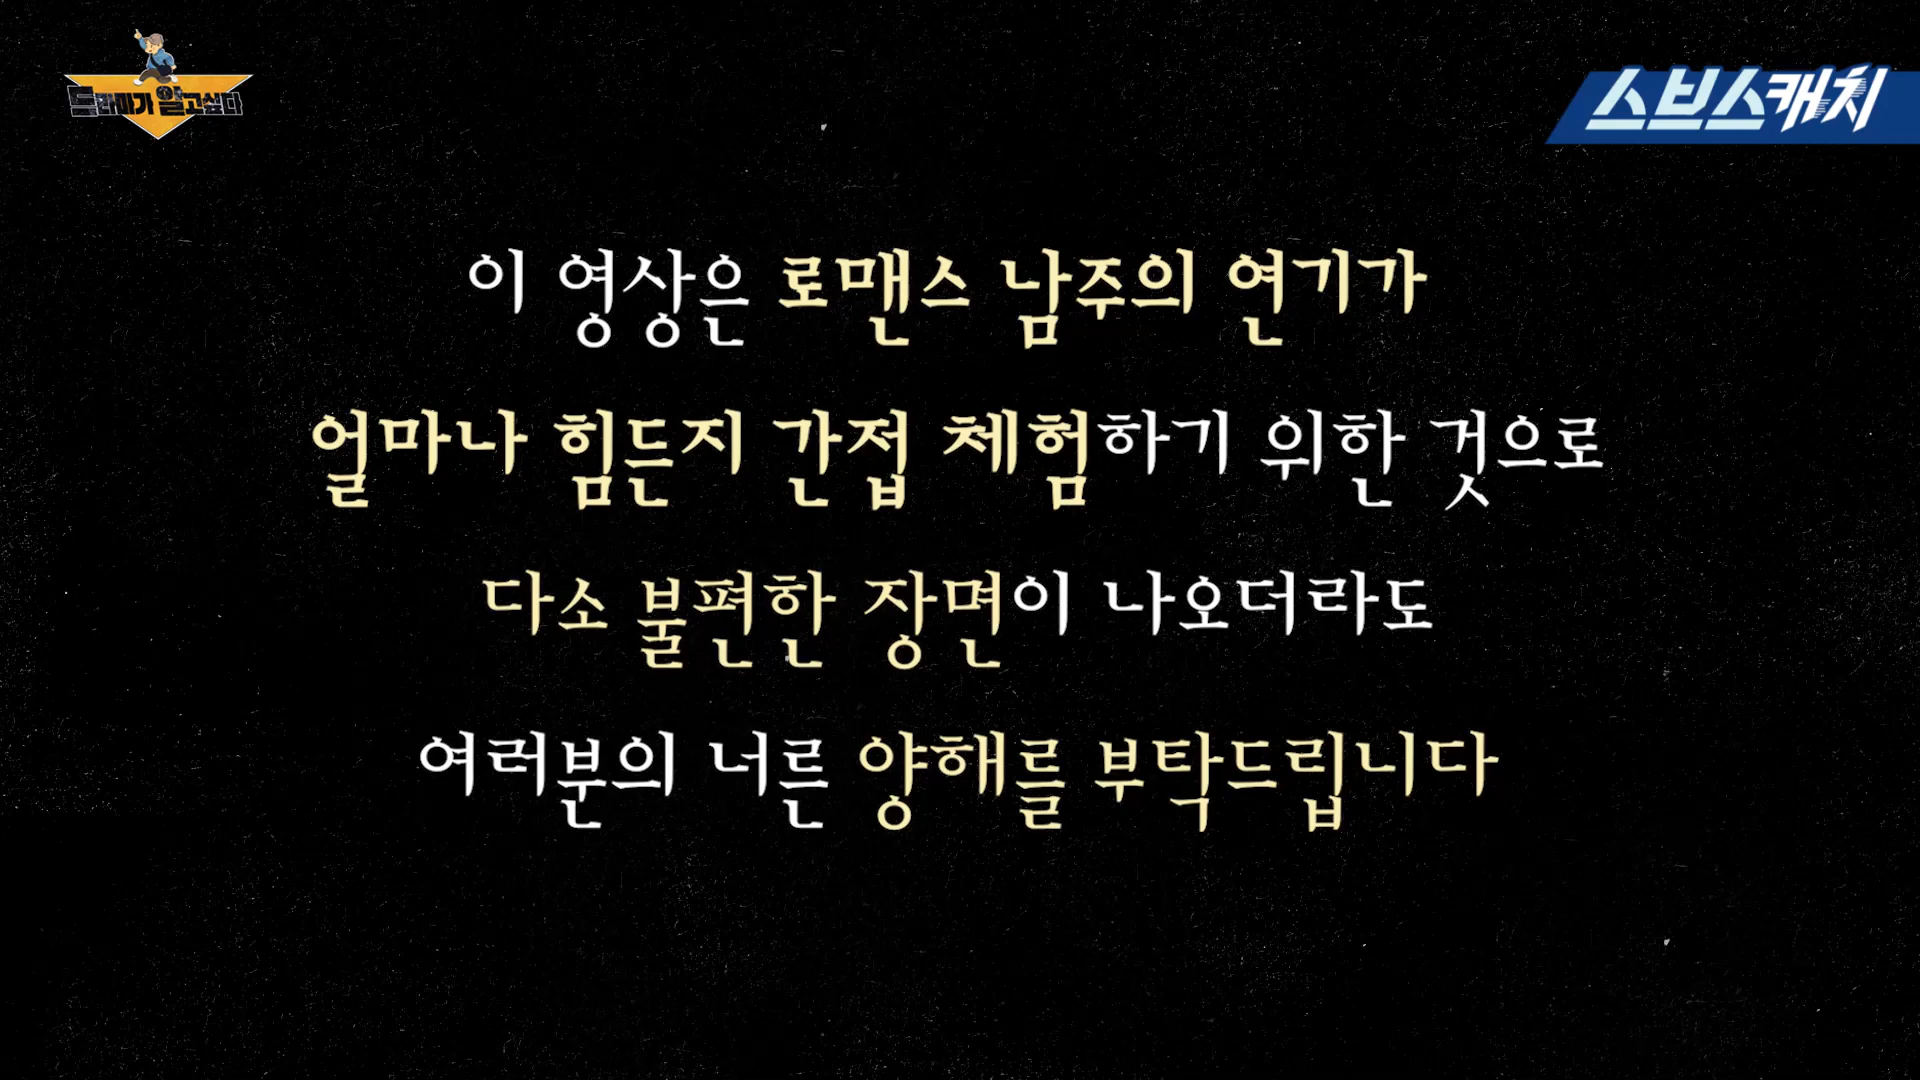 드라마가 알고싶다
스브스캐치
이 영상은 로맨스 남주의 연기가
얼마나 힘든지 간접 체험하기 위한 것으로
다소 불편한 장면이 나오더라도
여러분의 너른 양해를 부탁드립니다